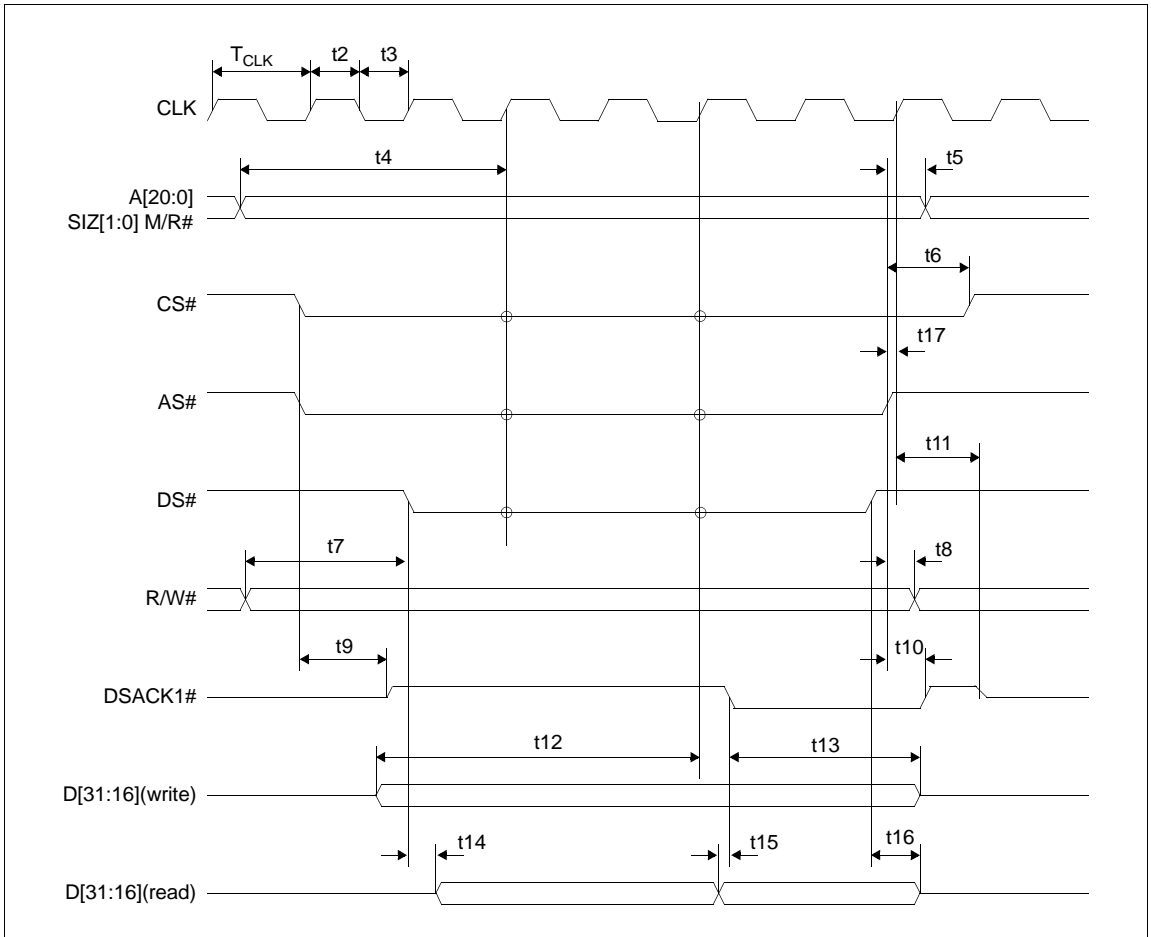 TCLK t2 t3
CLK
t4 t5
A[20:0]
SIZ[1:0] M/R#
t6
CS#
t17
AS#
t11
DS#
t7 t8
R/W#
t9 t10
DSACK1#
t12 t13
D[31:16](write)
t14 t15 t16
D[31:16](read)